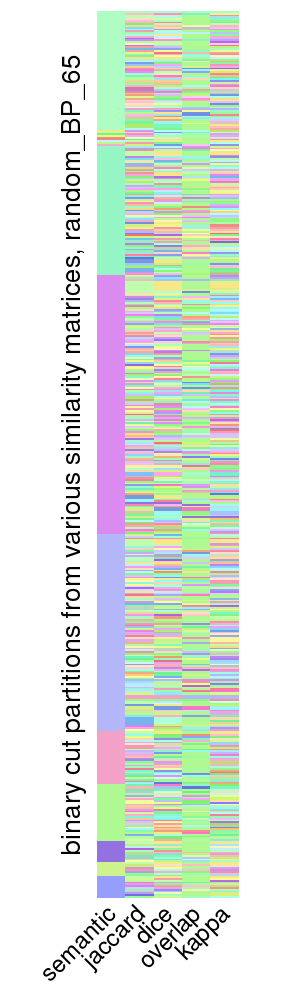 binary cut partitions from various similarity matrices, random_BP_65
semantic
jaccard
dice
overlap
kappa